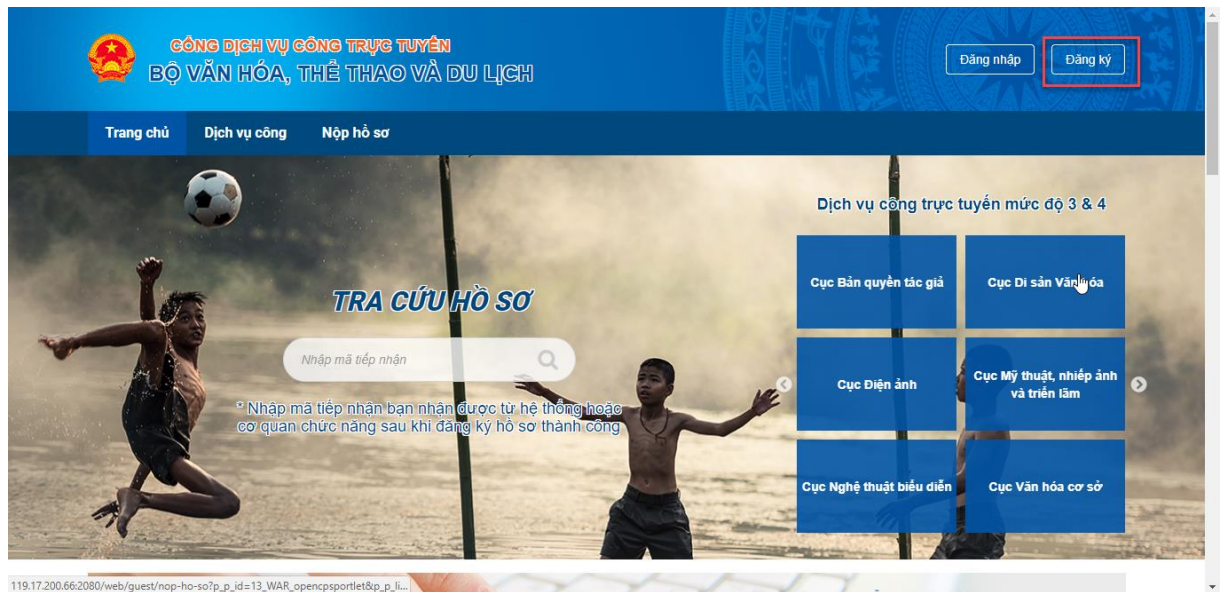 CỔNG DỊCH VỤ CÔNG TRỰC TUYẾN
BỘ VĂN HÓA, THỂ THAO VÀ DU LỊCH
Đăng nhập
Đăng ký
Trang chủ
Dịch vụ công
Nộp hồ sơ
Dịch vụ công trực tuyến mức độ 3 & 4
Cục Bản quyền tác giả
Cục Di sản Văn hóa
TRA CỨU HỒ SƠ
Nhập mã tiếp nhận
* Nhập mã tiếp nhận bạn nhận được từ hệ thống hoặc
cơ quan chức năng sau khi đăng ký hồ sơ thành công
Cục Điện ảnh
Cục Mỹ thuật, nhiếp ảnh
và triển lãm
Cục Nghệ thuật biểu diễn
Cục Văn hóa cơ sở
119.17.200.66:2080/web/guest/nop-ho-so?p_p_id=13_WAR_opencpsportlet&p_p_li...